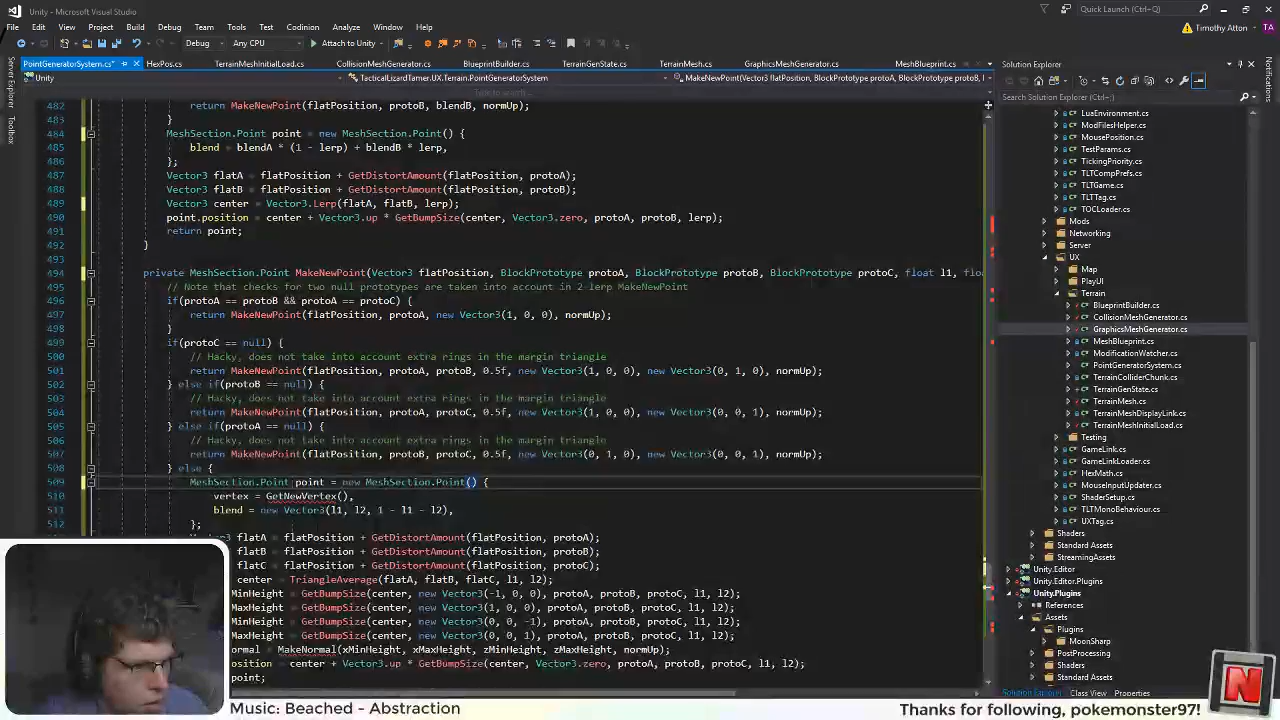 Unity - Microsoft Visual Studio
Quick Launch (Ctrl+Q)
File Edit View Project Build Debug Team Tools Test CodeIt Analyze Window Help
Timothy Atton TA
Debug Any CPU Attach to Unity
PointGeneratorSystem.cs* HexPos.cs TerrainMeshInitialLoad.cs CollisionMeshGenerator.cs BlueprintBuilder.cs TerrainGenState.cs TerrainMesh.cs GraphicsMeshGenerator.cs MeshBlueprint.cs
Unity TacticalLizardTamer.UX.Terrain.PointGeneratorSystem MakeNewPoint(Vector3 flatPosition, BlockPrototype protoA, BlockPrototype protoB, BlockPrototype protoB, l
482 return MakeNewPoint(flatPosition, protoB, blendB, normUp);
483 }
484 MeshSection.Point point = new MeshSection.Point() {
485 blend = blendA * (1 - lerp) + blendB * lerp,
486 };
487 Vector3 flatA = flatPosition + GetDistortAmount(flatPosition, protoA);
488 Vector3 flatB = flatPosition + GetDistortAmount(flatPosition, protoB);
489 Vector3 center = Vector3.Lerp(flatA, flatB, lerp);
490 point.position = center + Vector3.up * GetBumpSize(center, Vector3.zero, protoA, protoB, lerp);
491 return point;
492 }
493
494 private MeshSection.Point MakeNewPoint(Vector3 flatPosition, BlockPrototype protoA, BlockPrototype protoB, BlockPrototype protoC, float l1, floa
495 // Note that checks for two null prototypes are taken into account in 2-lerp MakeNewPoint
496 if(protoA == protoB && protoA == protoC) {
497 return MakeNewPoint(flatPosition, protoA, new Vector3(1, 0, 0), normUp);
498 }
499 if(protoC == null) {
500 // Hacky, does not take into account extra rings in the margin triangle
501 return MakeNewPoint(flatPosition, protoA, protoB, 0.5f, new Vector3(1, 0, 0), new Vector3(0, 1, 0), normUp);
502 } else if(protoB == null) {
503 // Hacky, does not take into account extra rings in the margin triangle
504 return MakeNewPoint(flatPosition, protoA, protoC, 0.5f, new Vector3(1, 0, 0), new Vector3(0, 0, 1), normUp);
505 } else if(protoA == null) {
506 // Hacky, does not take into account extra rings in the margin triangle
507 return MakeNewPoint(flatPosition, protoB, protoC, 0.5f, new Vector3(0, 1, 0), new Vector3(0, 0, 1), normUp);
508 } else {
509 MeshSection.Point point = new MeshSection.Point() {
510 vertex = GetNewVertex(),
511 blend = new Vector3(l1, l2, 1 - l1 - l2),
512 };
3 flatA = flatPosition + GetDistortAmount(flatPosition, protoA);
flatB = flatPosition + GetDistortAmount(flatPosition, protoB);
flatC = flatPosition + GetDistortAmount(flatPosition, protoC);
center = TriangleAverage(flatA, flatB, flatC, l1, l2);
MinHeight = GetBumpSize(center, new Vector3(-1, 0, 0), protoA, protoB, protoC, l1, l2);
MaxHeight = GetBumpSize(center, new Vector3(1, 0, 0), protoA, protoB, protoC, l1, l2);
MinHeight = GetBumpSize(center, new Vector3(0, 0, -1), protoA, protoB, protoC, l1, l2);
MaxHeight = GetBumpSize(center, new Vector3(0, 0, 1), protoA, protoB, protoC, l1, l2);
ormal = MakeNormal(xMinHeight, xMaxHeight, zMinHeight, zMaxHeight, normUp);
osition = center + Vector3.up * GetBumpSize(center, Vector3.zero, protoA, protoB, protoC, l1, l2);
point;
Server Explorer
Toolbox
Notifications
Solution Explorer
Search Solution Explorer (Ctrl+;)
LuaEnvironment.cs
ModFilesHelper.cs
MousePosition.cs
TestParams.cs
TickingPriority.cs
TLTCompPrefs.cs
TLTGame.cs
TLTTag.cs
TOCLoader.cs
Mods
Networking
Server
UX
Map
PlayUI
Terrain
BlueprintBuilder.cs
CollisionMeshGenerator.cs
GraphicsMeshGenerator.cs
MeshBlueprint.cs
ModificationWatcher.cs
PointGeneratorSystem.cs
TerrainColliderChunk.cs
TerrainGenState.cs
TerrainMesh.cs
TerrainMeshDisplayLink.cs
TerrainMeshInitialLoad.cs
Testing
GameLink.cs
GameLinkLoader.cs
HexMeta.cs
MouseInputUpdater.cs
ShaderSetup.cs
TLTMonoBehaviour.cs
UXTag.cs
Shaders
Standard Assets
StreamingAssets
Unity.Editor
Unity.Editor.Plugins
Unity.Plugins
References
Assets
Plugins
MoonSharp
PostProcessing
Shaders
Standard Assets
Solution Explorer Class View Properties
Music: Beached - Abstraction
Thanks for following, pokemonster97!
N